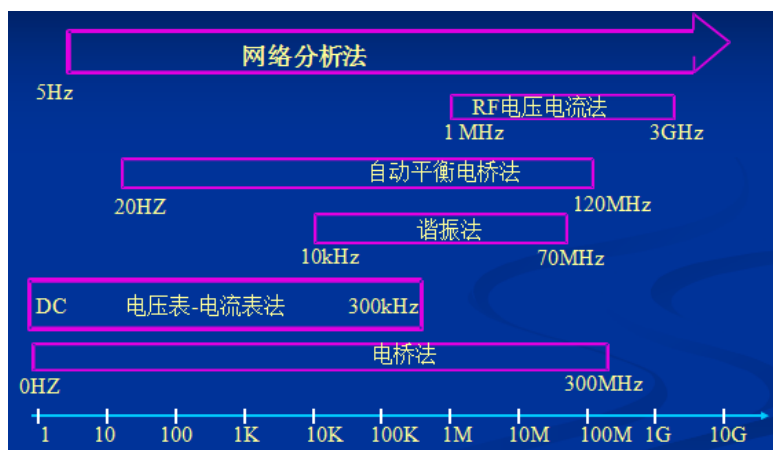 网络分析法
5Hz
RF电压电流法
1 MHz 3GHz
自动平衡电桥法
20HZ 120MHz
谐振法
10kHz 70MHz
DC 电压表-电流表法 300kHz
电桥法
0HZ 300MHz
1 10 100 1K 10K 100K 1M 10M 100M 1G 10G